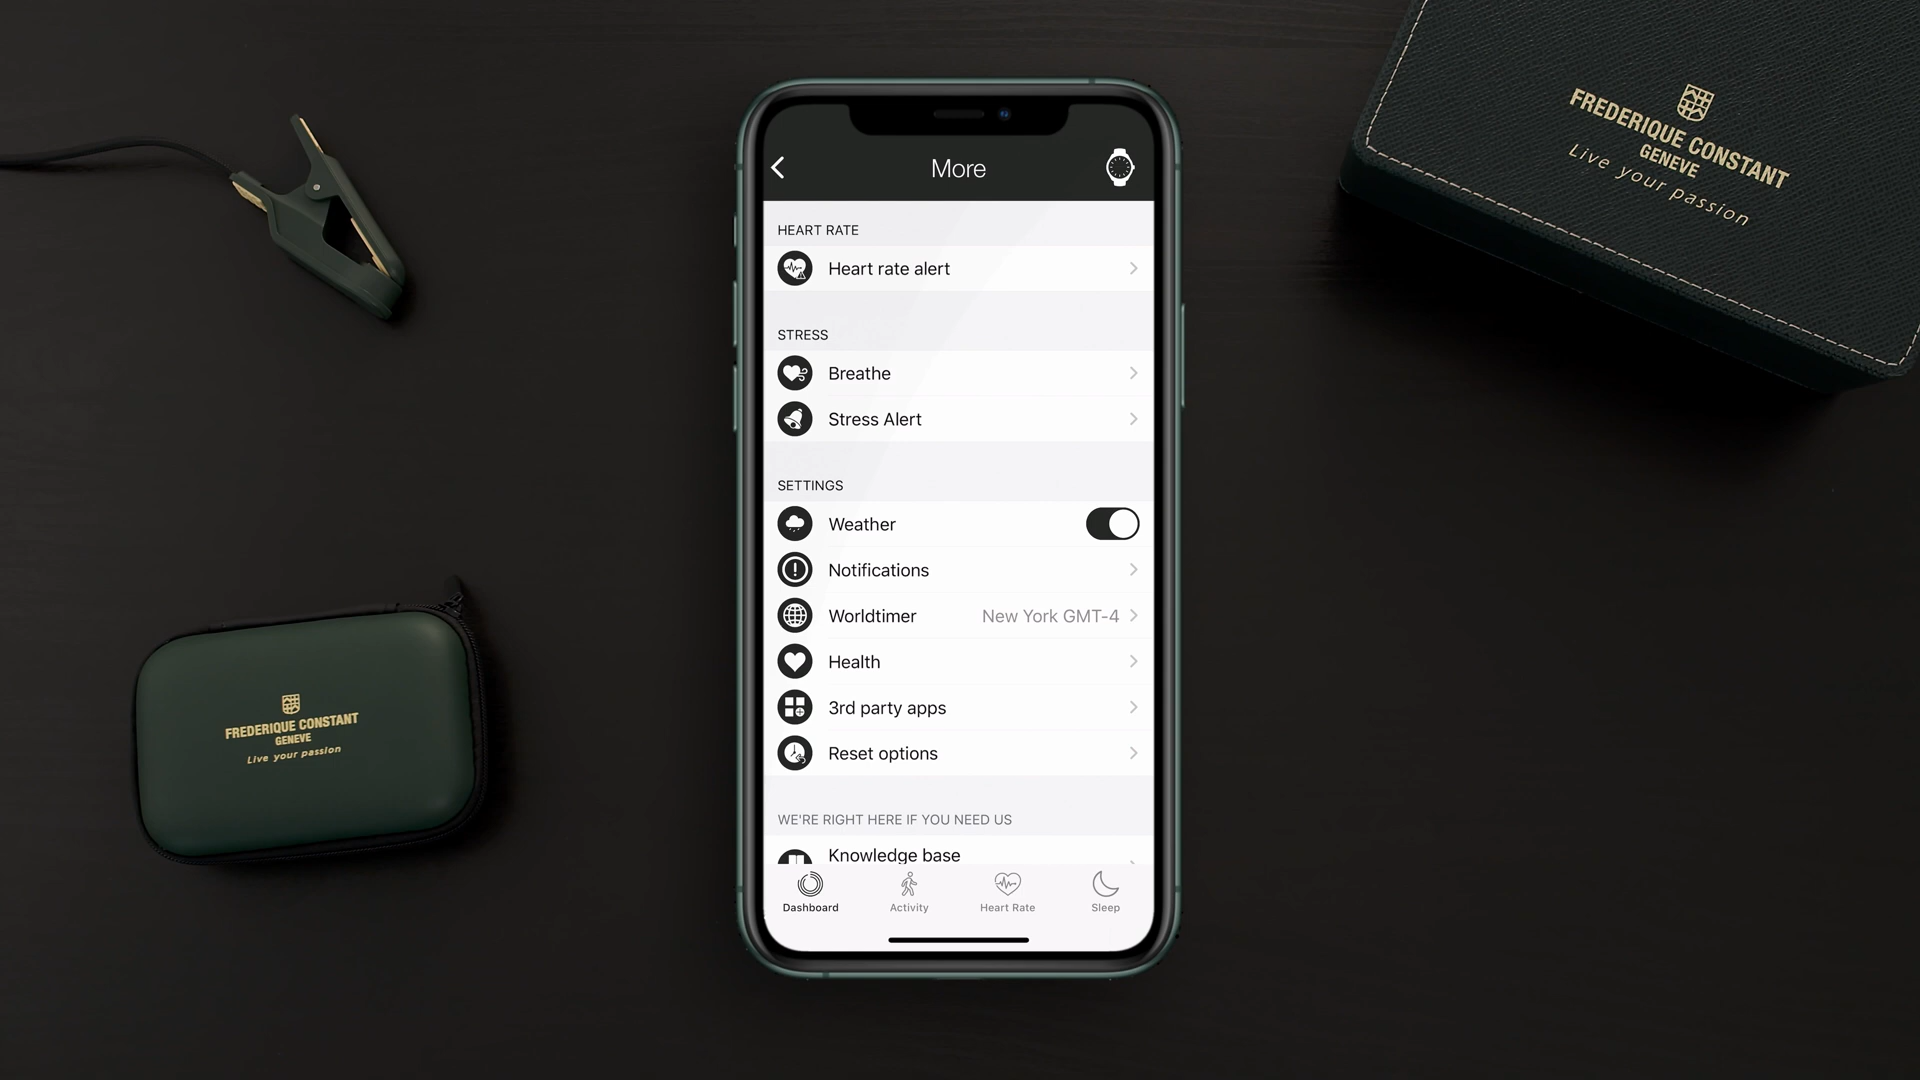 FREDERIQUE CONSTANT
GENEVE
Live your passion
More
HEART RATE
Heart rate alert
STRESS
Breathe
Stress Alert
SETTINGS
Weather
Notifications
Worldtimer New York GMT-4
Health
3rd party apps
Reset options
WE'RE RIGHT HERE IF YOU NEED US
Knowledge base
Dashboard Activity Heart Rate Sleep
FREDERIQUE CONSTANT
GENEVE
Live your passion